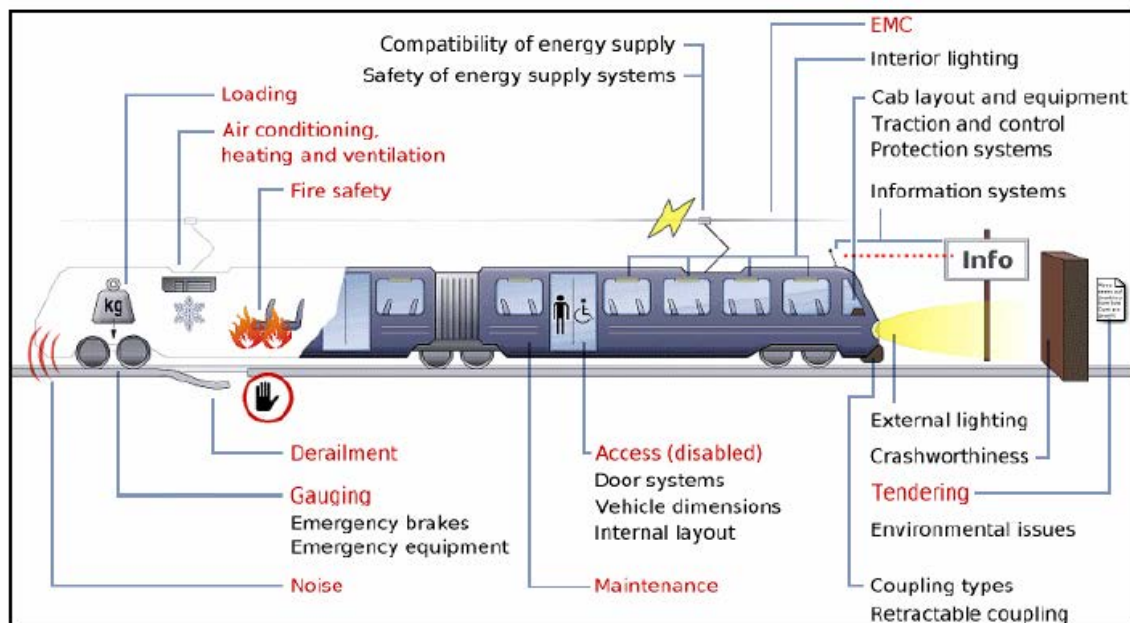 EMC
Compatibility of energy supply
Safety of energy supply systems
Interior lighting
Loading
Cab layout and equipment
Traction and control
Protection systems
Air conditioning,
heating and ventilation
Fire safety
Information systems
Info
kg
External lighting
Derailment
Access (disabled)
Crashworthiness
Gauging
Door systems
Tendering
Emergency brakes
Vehicle dimensions
Emergency equipment
Internal layout
Environmental issues
Noise
Maintenance
Coupling types
Retractable coupling